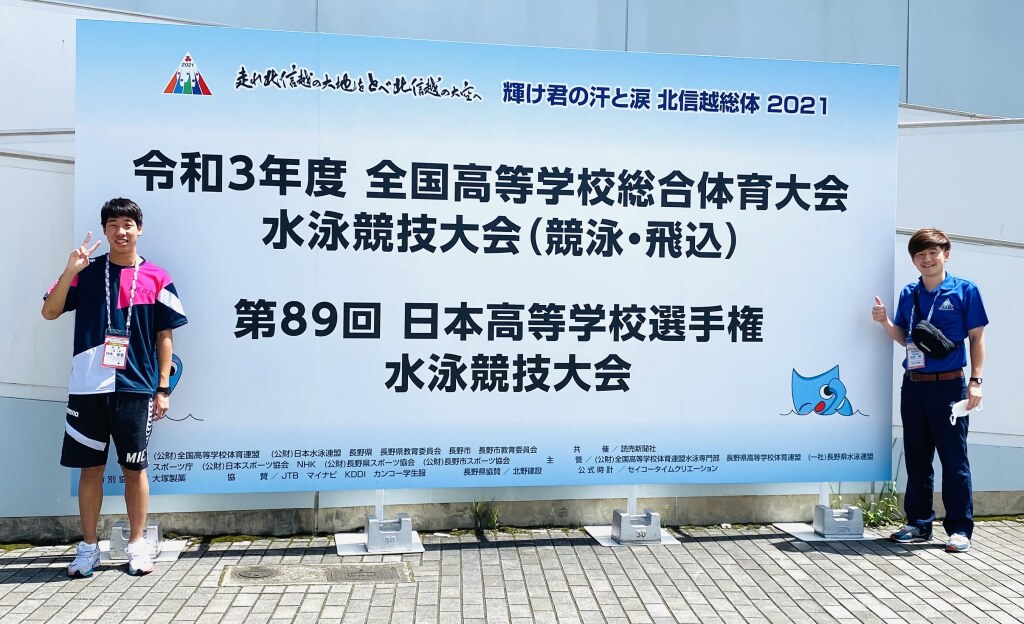 2021
走れ北信越の大地をとべ北信越の大空へ
輝け君の汗と涙 北信越総体 2021
令和3年度 全国高等学校総合体育大会
水泳競技大会(競泳・飛込)
第89回 日本高等学校選手権
水泳競技大会
(公財)全国高等学校体育連盟 (公財)日本水泳連盟 長野県 長野県教育委員会 長野市 長野市教育委員会
共 催/読売新聞社
スポーツ庁 (公財)日本スポーツ協会 NHK (公財)長野県スポーツ協会 (公財)長野市スポーツ協会
主 管/(公財)全国高等学校体育連盟水泳専門部 長野県高等学校体育連盟 (一社)長野県水泳連盟
別協 大塚製薬 協 賛/JTB マイナビ KDDI カンコー学生服
長野県協賛/北野建設
公式時計/セイコータイムクリエーション
MIE